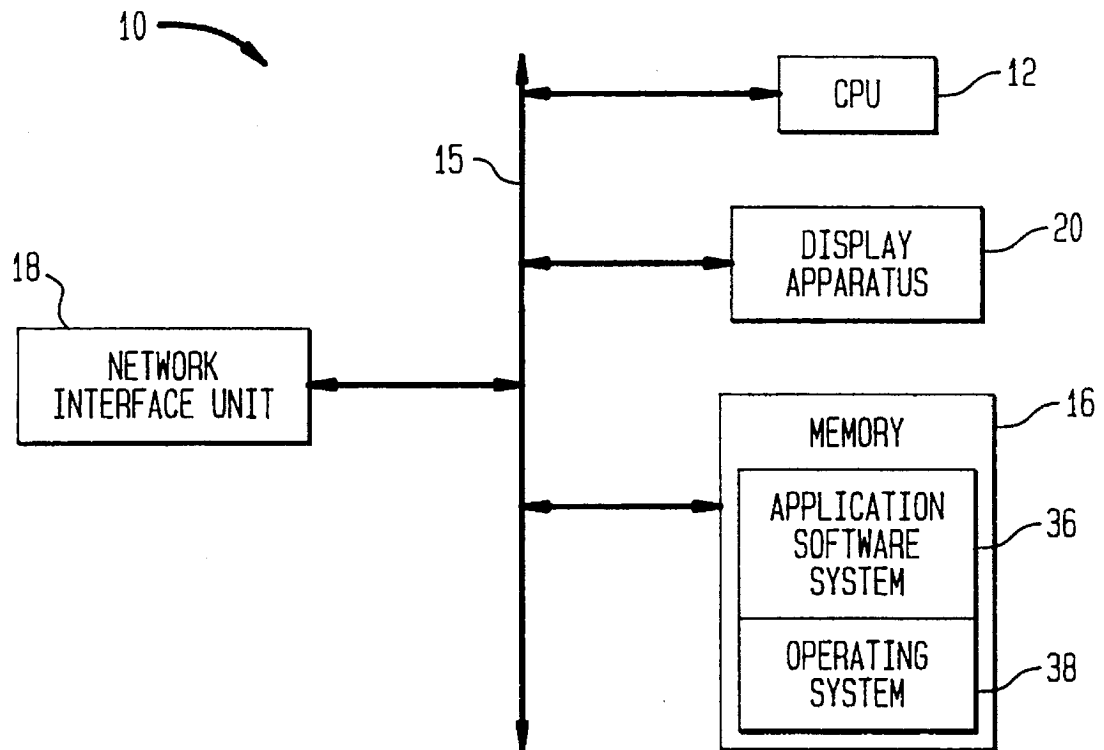 10
CPU
12
15
DISPLAY
APPARATUS
20
18
NETWORK
INTERFACE UNIT
MEMORY
16
APPLICATION
SOFTWARE
SYSTEM
36
OPERATING
SYSTEM
38